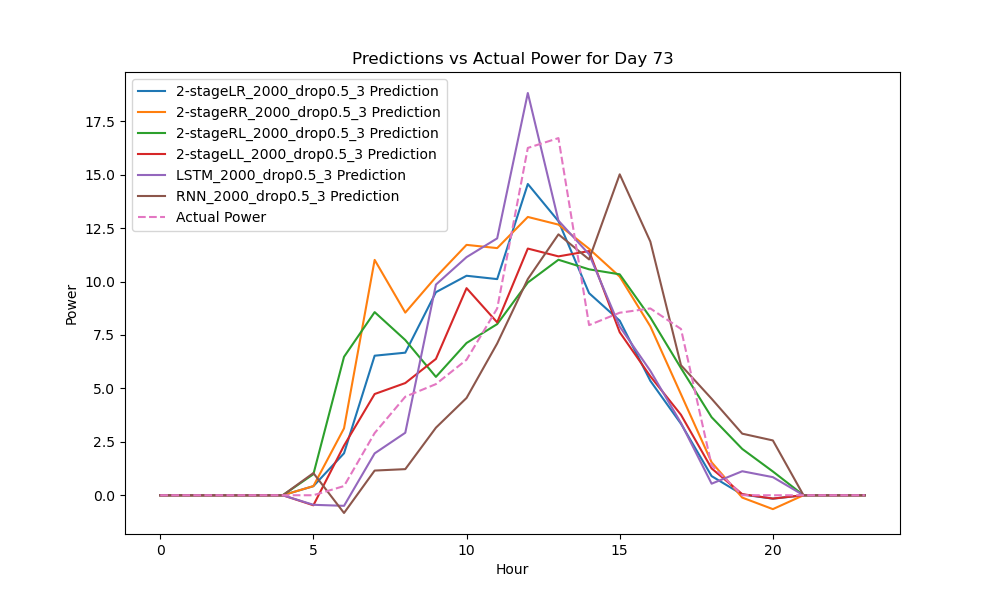 Predictions vs Actual Power for Day 73
2-stageLR_2000_drop0.5_3 Prediction
2-stageRR_2000_drop0.5_3 Prediction
2-stageRL_2000_drop0.5_3 Prediction
2-stageLL_2000_drop0.5_3 Prediction
LSTM_2000_drop0.5_3 Prediction
RNN_2000_drop0.5_3 Prediction
Actual Power
17.5
15.0
12.5
10.0
7.5
5.0
2.5
0.0
Power
0 5 10 15 20
Hour